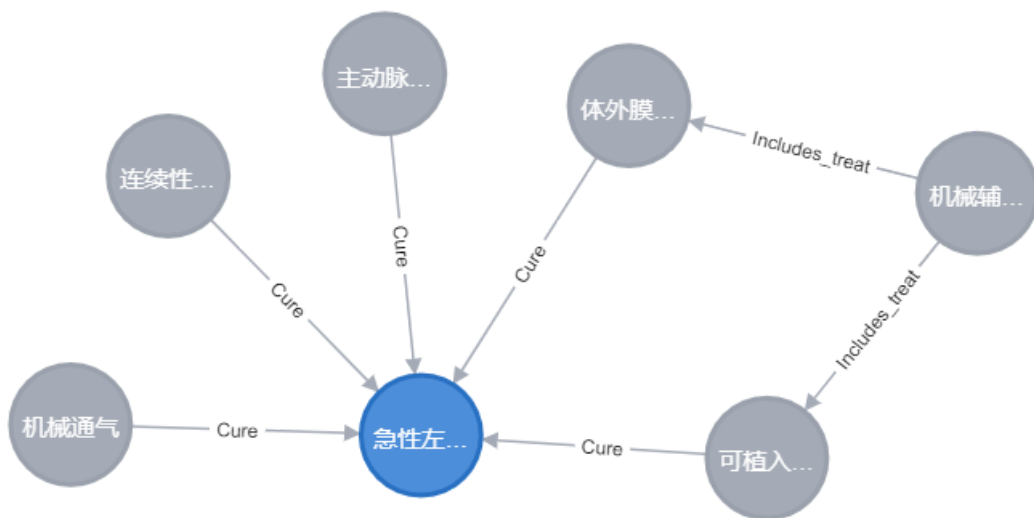 主动脉...
体外膜...
Includes_treat
机械辅...
连续性...
Cure
Cure
Cure
Includes_treat
机械通气
Cure
急性左...
Cure
可植入...